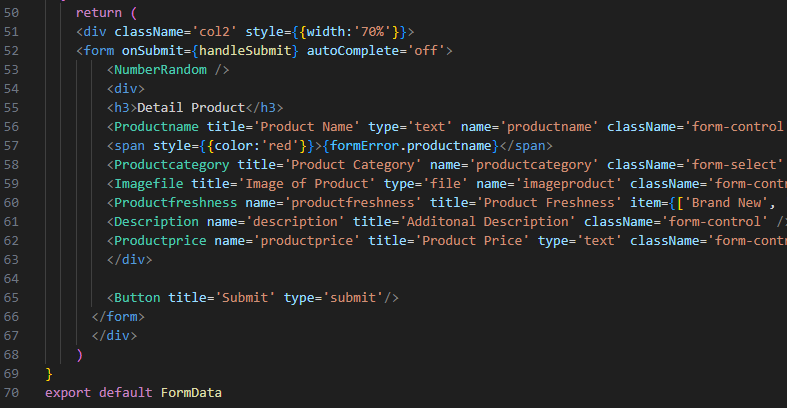 50 return (
51 <div className='col2' style={{width:'70%'}}>
52 <form onSubmit={handleSubmit} autoComplete='off'>
53 <NumberRandom />
54 <div>
55 <h3>Detail Product</h3>
56 <Productname title='Product Name' type='text' name='productname' className='form-control
57 <span style={{color:'red'}}>{formError.productname}</span>
58 <Productcategory title='Product Category' name='productcategory' className='form-select'
59 <Imagefile title='Image of Product' type='file' name='imageproduct' className='form-cont
60 <Productfreshness name='productfreshness' title='Product Freshness' item={['Brand New',
61 <Description name='description' title='Additonal Description' className='form-control' />
62 <Productprice name='productprice' title='Product Price' type='text' className='form-cont
63 </div>
64
65 <Button title='Submit' type='submit'/>
66 </form>
67 </div>
68 )
69 }
70 export default FormData